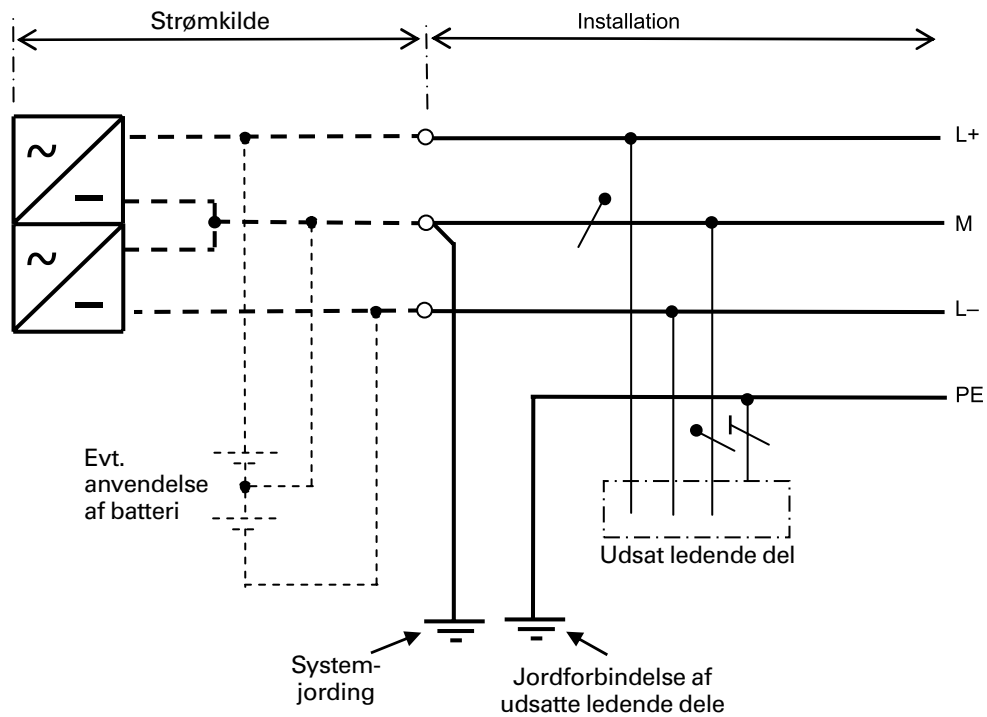 Strømkilde
Installation
L+
M
L–
PE
Evt.
anvendelse
af batteri
Udsat ledende del
System-
jording
Jordforbindelse af
udsatte ledende dele